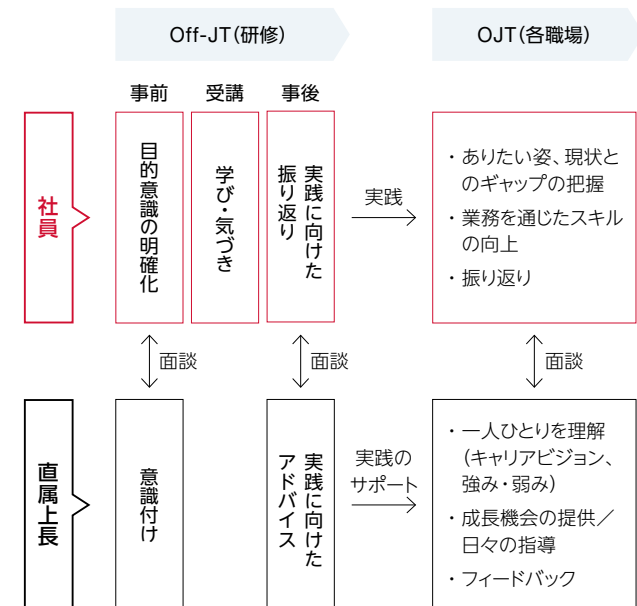 Off-JT（研修）
OJT（各職場）
事前
受講
事後
社員
目的意識の明確化
学び・気づき
実践に向けた
振り返り
実践
・ありたい姿、現状と
のギャップの把握
・業務を通じたスキル
の向上
・振り返り
面談
面談
面談
直属上長
意識付け
実践に向けた
アドバイス
実践の
サポート
・一人ひとりを理解
（キャリアビジョン、
強み・弱み）
・成長機会の提供／
日々の指導
・フィードバック